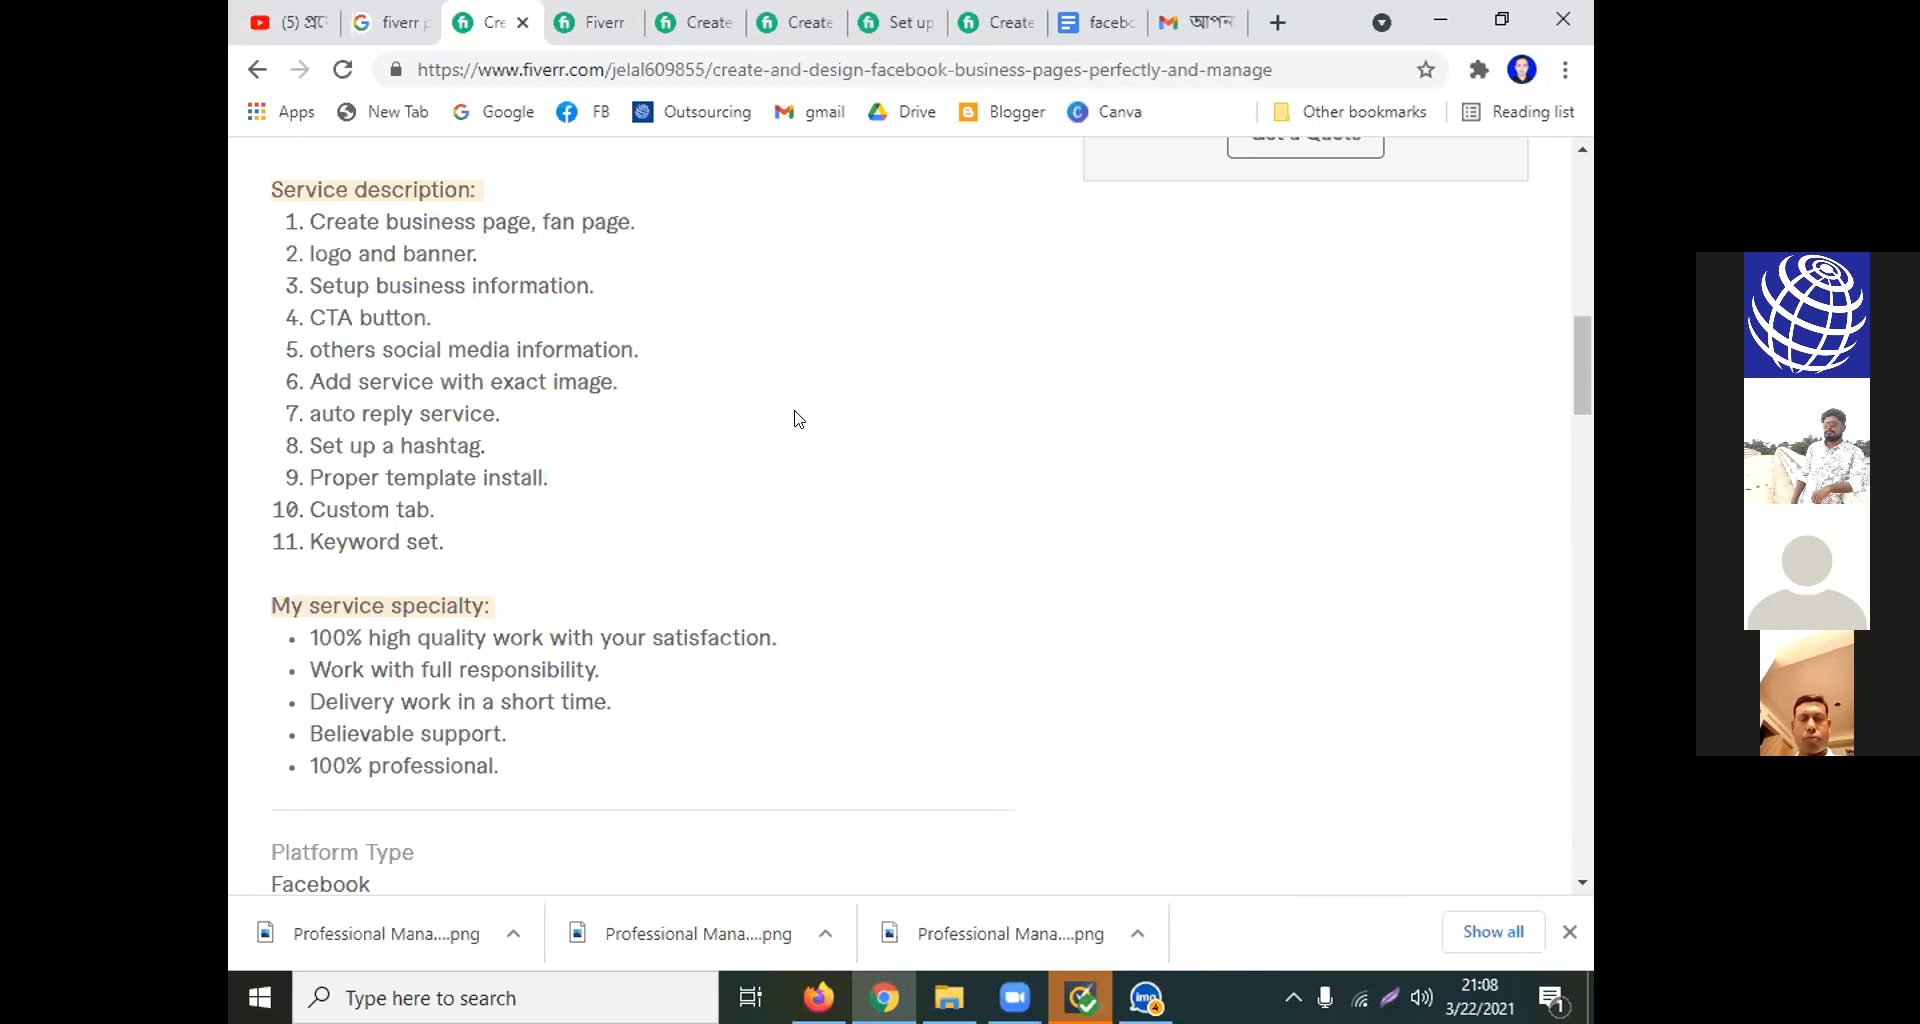 (5) প্রে
fiverr p
Cre
Fiverr
Create
Create
Set up
Create
facebo
আপন
https://www.fiverr.com/jelal609855/create-and-design-facebook-business-pages-perfectly-and-manage
Apps
New Tab
Google
FB
Outsourcing
gmail
Drive
Blogger
Canva
Other bookmarks
Reading list
Get a Quote
Service description:
1. Create business page, fan page.
2. logo and banner.
3. Setup business information.
4. CTA button.
5. others social media information.
6. Add service with exact image.
7. auto reply service.
8. Set up a hashtag.
9. Proper template install.
10. Custom tab.
11. Keyword set.
My service specialty:
• 100% high quality work with your satisfaction.
• Work with full responsibility.
• Delivery work in a short time.
• Believable support.
• 100% professional.
Platform Type
Facebook
Professional Mana....png
Professional Mana....png
Professional Mana....png
Show all
Type here to search
img
4
21:08
3/22/2021
1